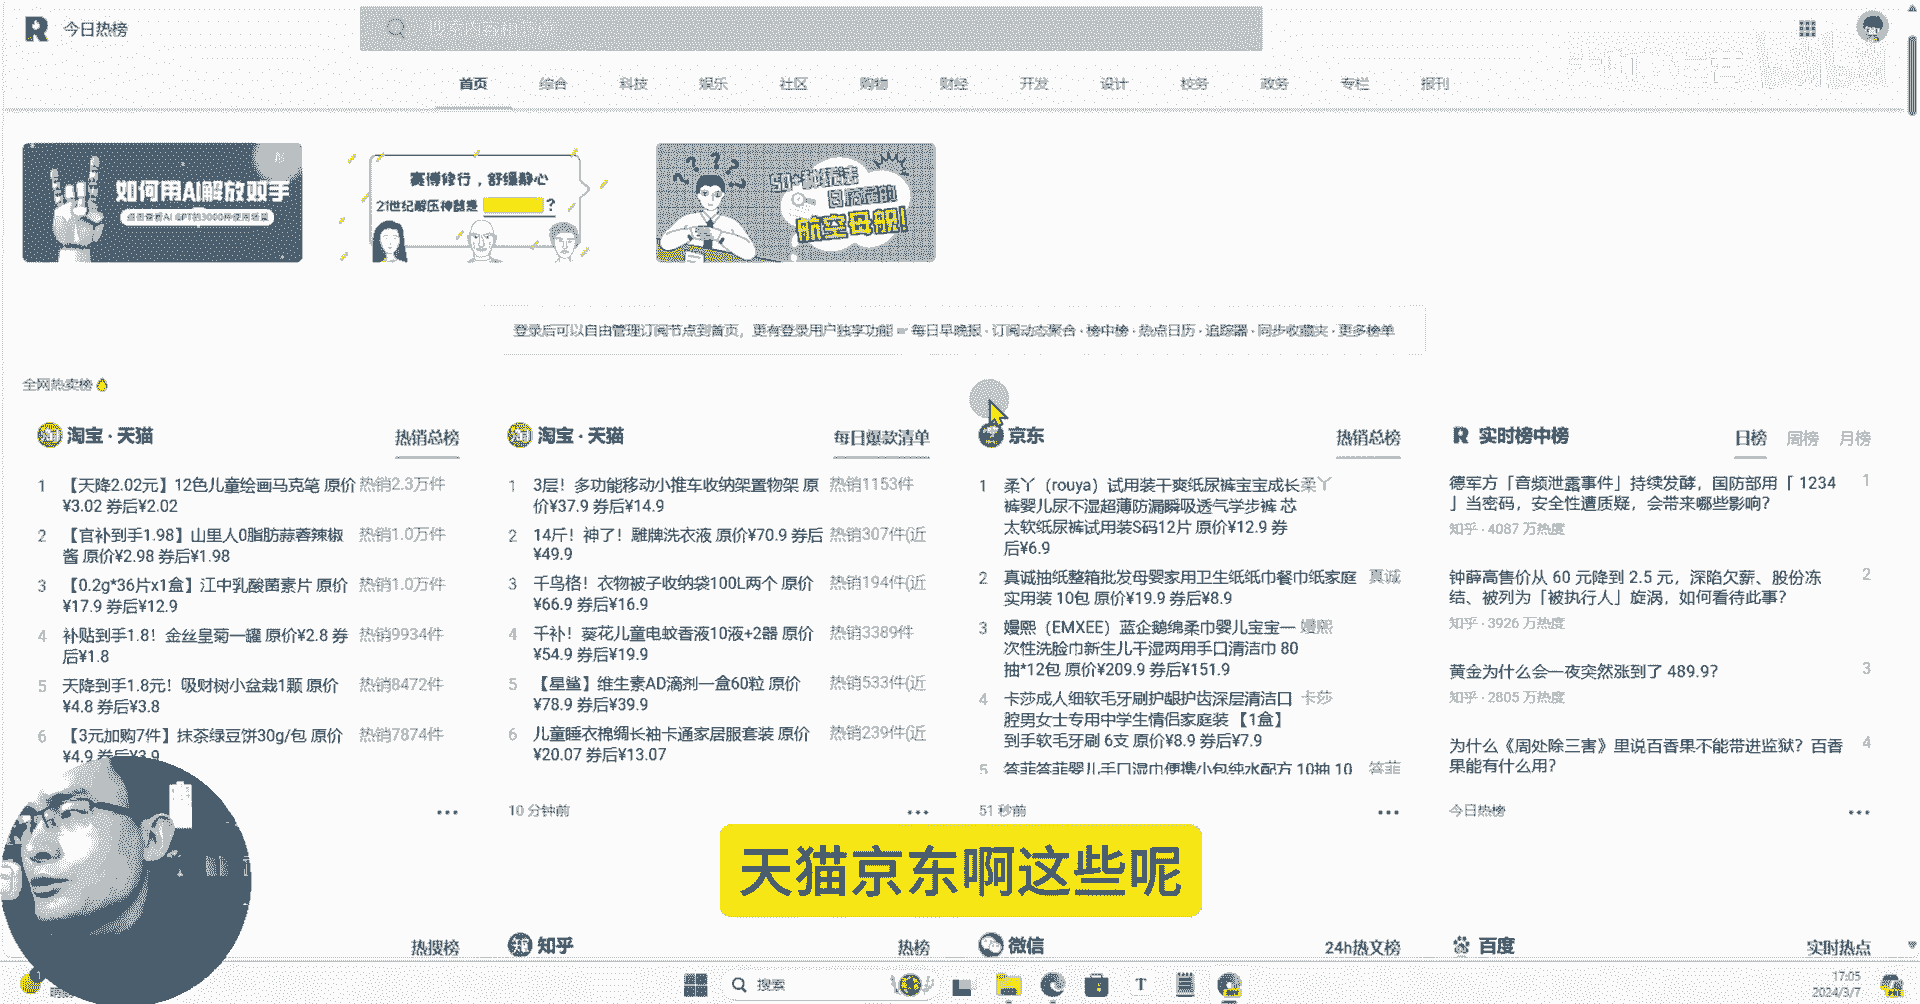 今日热榜
首页 综合 科技 娱乐 社区 购物 财经 开发 设计 校务 政务 专栏 报刊
如何用AI解放双手
赛博修行，舒缓静心
21世纪解压神器是 ?
航空母舰!
登录后可以自由管理订阅节点到首页，更有登录用户独享功能 每日早晚报 · 订阅动态聚合 · 榜中榜 · 热点日历 · 追踪器 · 同步收藏夹 · 更多榜单
全网热卖榜
淘宝 · 天猫 热销总榜
1 【天降2.02元】12色儿童绘画马克笔 原价 热销2.3万件
¥3.02 券后¥2.02
2 【官补到手1.98】山里人0脂肪蒜蓉辣椒 热销1.0万件
酱 原价¥2.98 券后¥1.98
3 【0.2g*36片x1盒】江中乳酸菌素片 原价 热销1.0万件
¥17.9 券后¥12.9
4 补贴到手1.8！金丝皇菊一罐 原价¥2.8 券 热销9934件
后¥1.8
5 天降到手1.8元！吸财树小盆栽1颗 原价 热销8472件
¥4.8 券后¥3.8
6 【3元加购7件】抹茶绿豆饼30g/包 原价 热销7874件
¥4.9 券后¥3.9
淘宝 · 天猫 每日爆款清单
1 3层！多功能移动小推车收纳架置物架 原 热销1153件
价¥37.9 券后¥14.9
2 14斤！神了！雕牌洗衣液 原价¥70.9 券后 热销307件(近
¥49.9
3 千鸟格！衣物被子收纳袋100L两个 原价 热销194件(近
¥66.9 券后¥16.9
4 千补！葵花儿童电蚊香液10液+2器 原价 热销3389件
¥54.9 券后¥19.9
5 【星鲨】维生素AD滴剂一盒60粒 原价 热销533件(近
¥78.9 券后¥39.9
6 儿童睡衣棉绸长袖卡通家居服套装 原价 热销239件(近
¥20.07 券后¥13.07
10 分钟前
京东 热销总榜
1 柔丫（rouya）试用装干爽纸尿裤宝宝成长 柔丫
裤婴儿尿不湿超薄防漏瞬吸透气学步裤 芯
太软纸尿裤试用装S码12片 原价¥12.9 券
后¥6.9
2 真诚抽纸整箱批发母婴家用卫生纸纸巾餐巾纸家庭 真诚
实用装 10包 原价¥19.9 券后¥8.9
3 嫚熙（EMXEE）蓝企鹅绵柔巾婴儿宝宝一 嫚熙
次性洗脸巾新生儿干湿两用手口清洁巾 80
抽*12包 原价¥209.9 券后¥151.9
4 卡莎成人细软毛牙刷护龈护齿深层清洁口 卡莎
腔男女士专用中学生情侣家庭装 【1盒】
到手软毛牙刷 6支 原价¥8.9 券后¥7.9
5 答菲答菲婴儿手口湿巾便携小包纯水配方 10抽 10 答菲
51 秒前
实时榜中榜 日榜 周榜 月榜
德军方「音频泄露事件」持续发酵，国防部用「 1234 1
」当密码，安全性遭质疑，会带来哪些影响？
知乎 · 4087 万热度
钟薛高售价从 60 元降到 2.5 元，深陷欠薪、股份冻 2
结、被列为「被执行人」旋涡，如何看待此事？
知乎 · 3926 万热度
黄金为什么会一夜突然涨到了 489.9？ 3
知乎 · 2805 万热度
为什么《周处除三害》里说百香果不能带进监狱？百香 4
果能有什么用？
今日热榜
天猫京东啊这些呢
热搜榜
知乎 热榜
微信 24h热文榜
百度 实时热点
搜索
17:05
2024/3/7